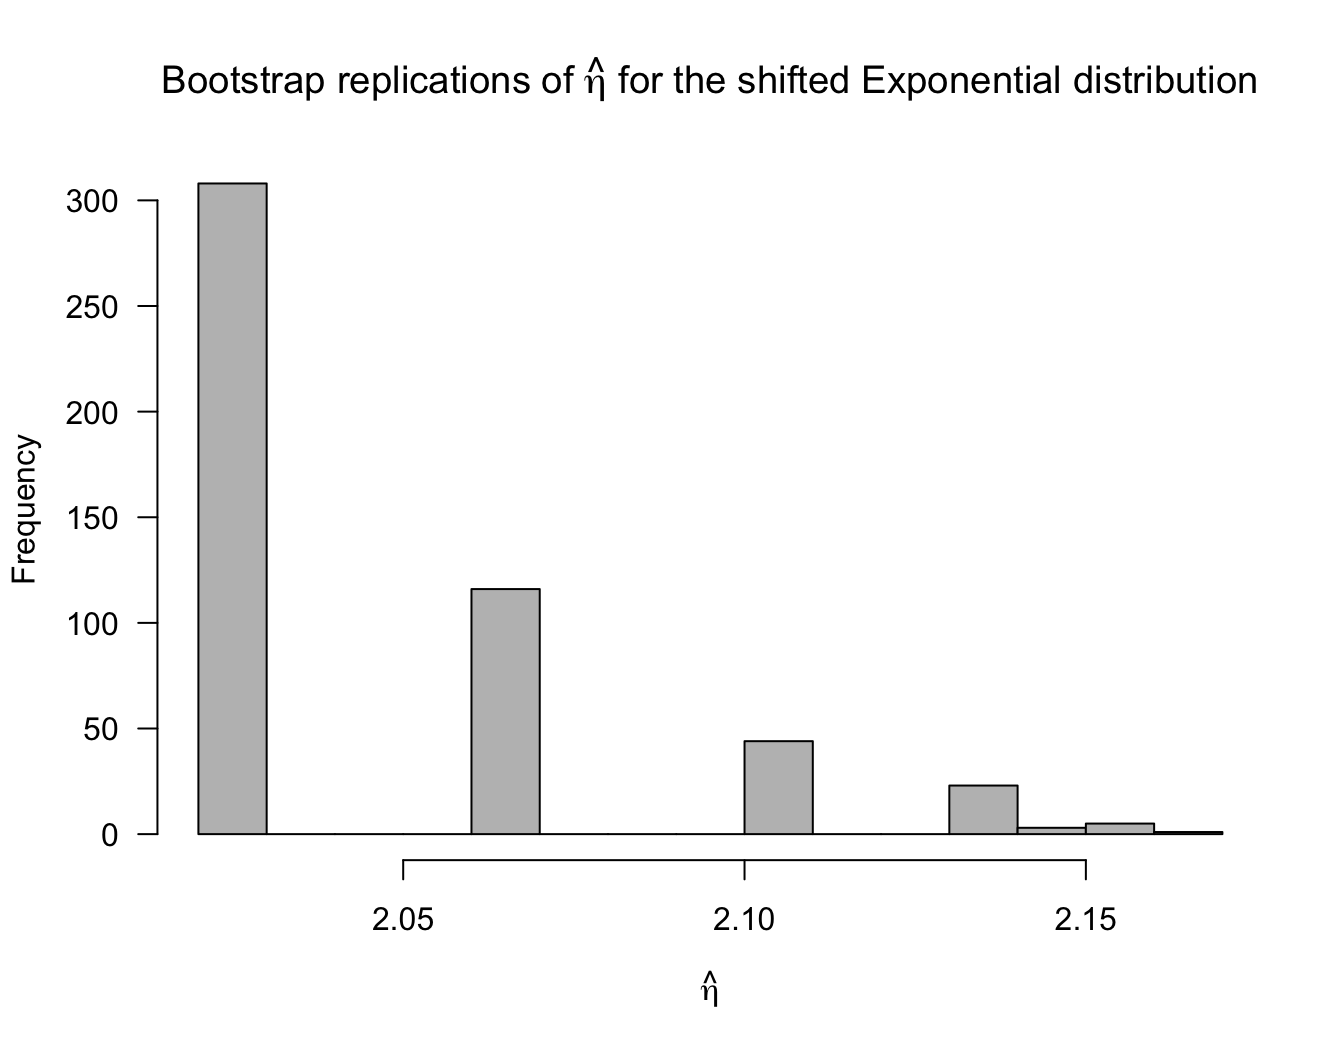 Bootstrap replications of η̂ for the shifted Exponential distribution
300
250
200
150
100
50
0
Frequency
2.05 2.10 2.15
η̂